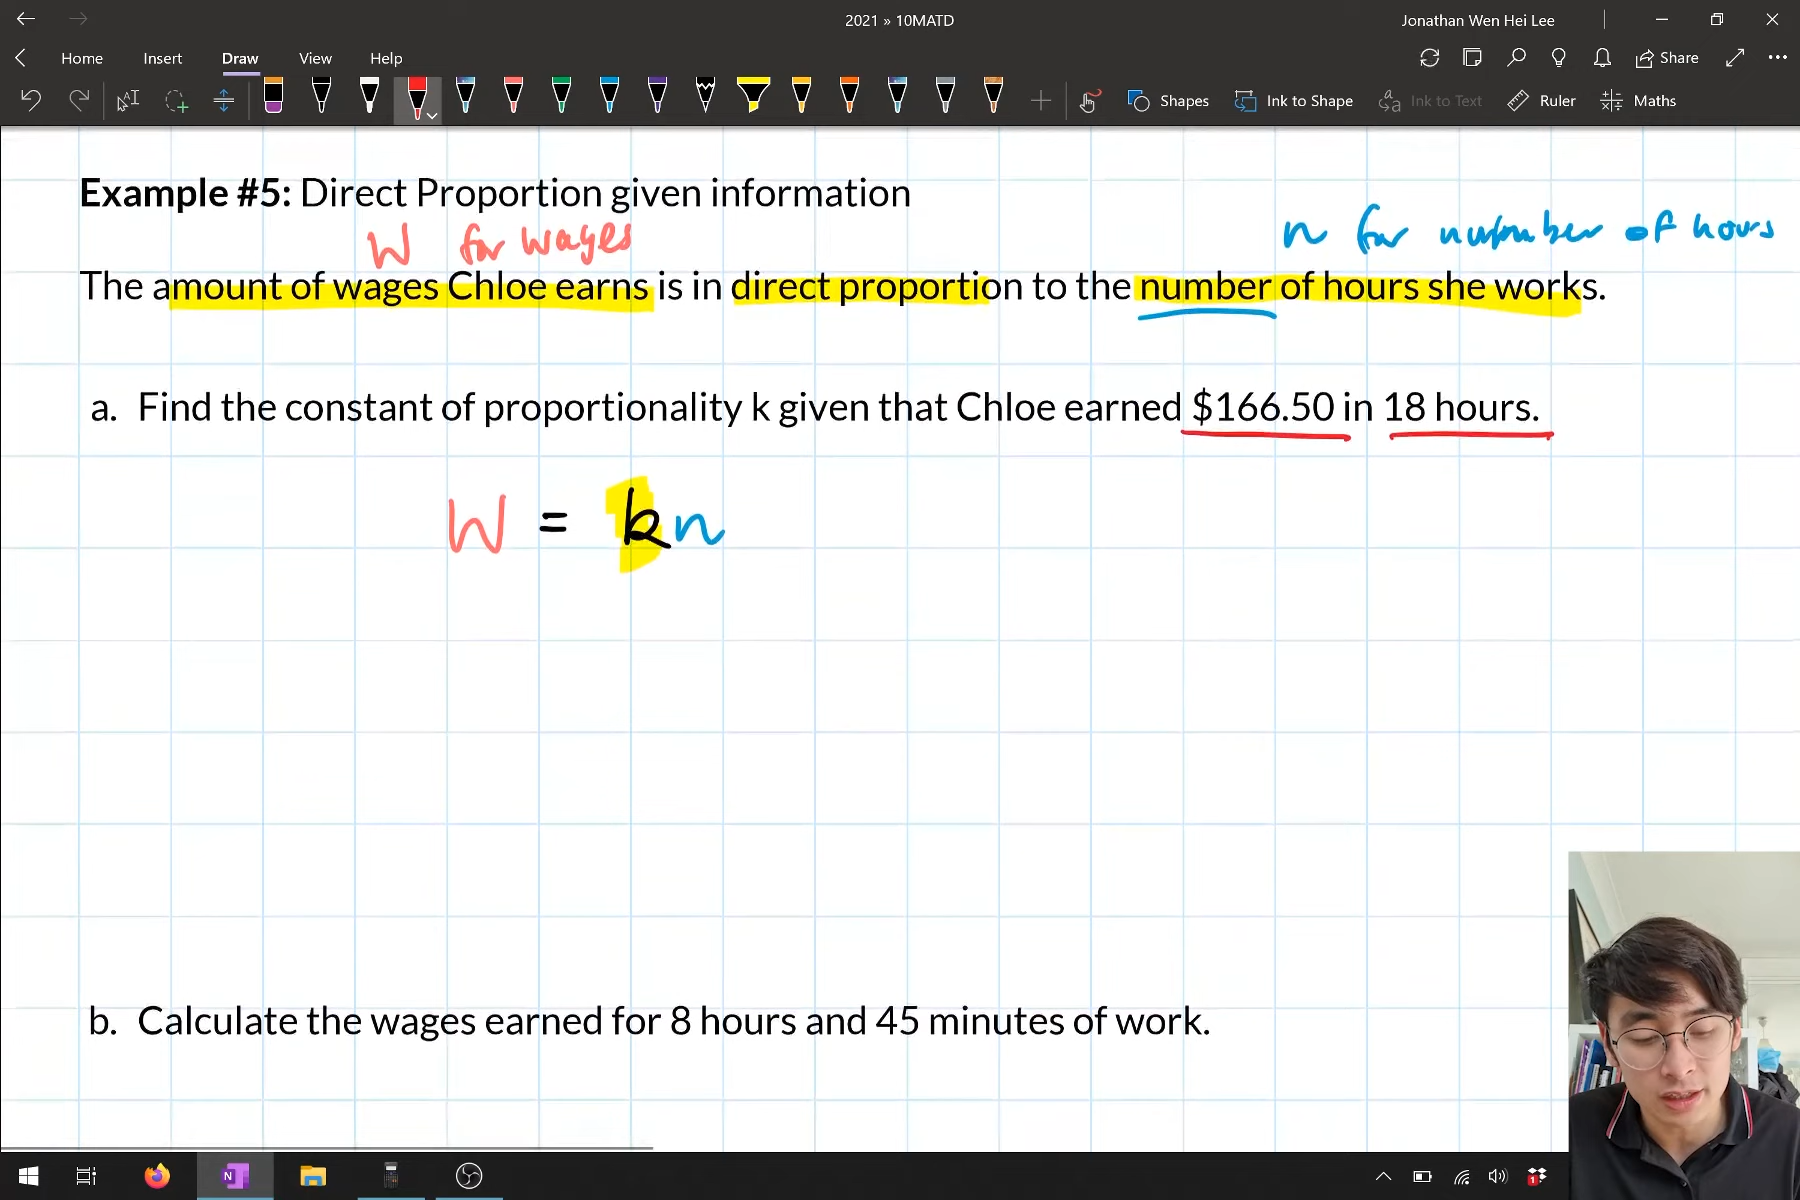 2021 » 10MATD
Jonathan Wen Hei Lee
Home Insert Draw View Help
Share
Shapes Ink to Shape Ink to Text Ruler Maths
Example #5: Direct Proportion given information
W for wages
n for number of hours
The amount of wages Chloe earns is in direct proportion to the number of hours she works.
a. Find the constant of proportionality k given that Chloe earned $166.50 in 18 hours.
W = kn
b. Calculate the wages earned for 8 hours and 45 minutes of work.